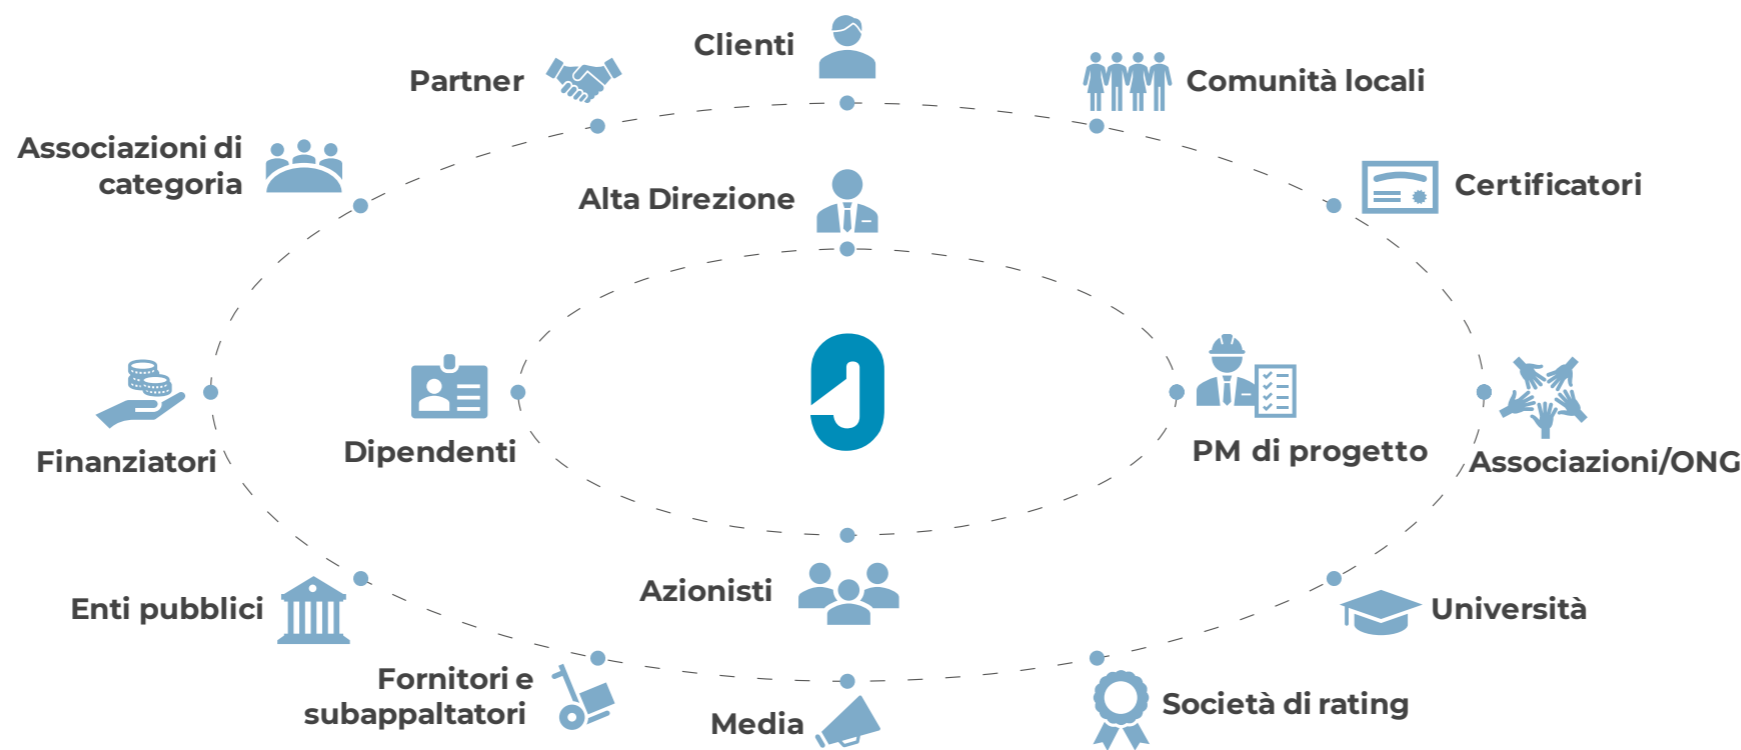 Clienti
Partner
Comunità locali
Associazioni di
categoria
Certificatori
Alta Direzione
Finanziatori
Dipendenti
PM di progetto
Associazioni/ONG
Enti pubblici
Azionisti
Università
Fornitori e
subappaltatori
Media
Società di rating